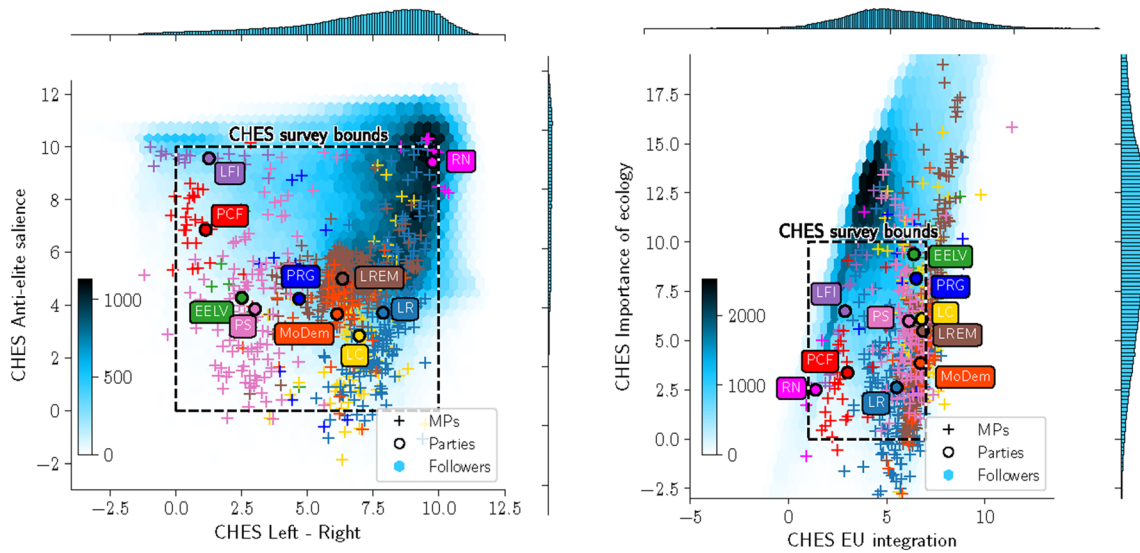 CHES Anti-elite salience
12
10
8
6
4
2
0
−2
1000
500
0
CHES survey bounds
LFI
RN
PCF
PRG
LREM
EELV
PS
LR
MoDem
LC
MPs
Parties
Followers
−2.5
0.0
2.5
5.0
7.5
10.0
12.5
CHES Left - Right
CHES Importance of ecology
17.5
15.0
12.5
10.0
7.5
5.0
2.5
0.0
−2.5
2000
1000
0
CHES survey bounds
EELV
LFI
PRG
PS
LC
LREM
PCF
MoDem
RN
LR
MPs
Parties
Followers
−5
0
5
10
CHES EU integration